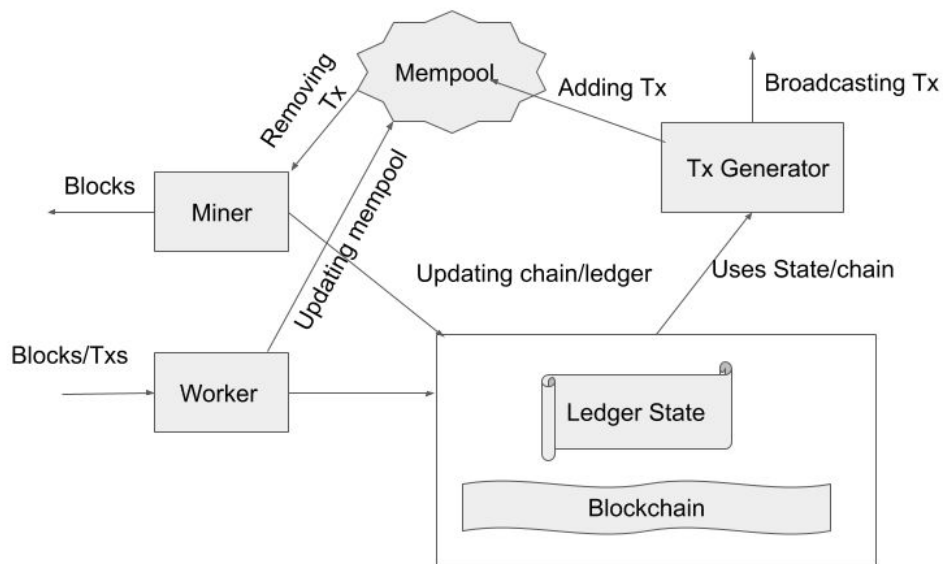 Mempool
Removing
Tx
Adding Tx
Broadcasting Tx
Tx Generator
Blocks
Miner
Updating mempool
Updating chain/ledger
Uses State/chain
Blocks/Txs
Worker
Ledger State
Blockchain